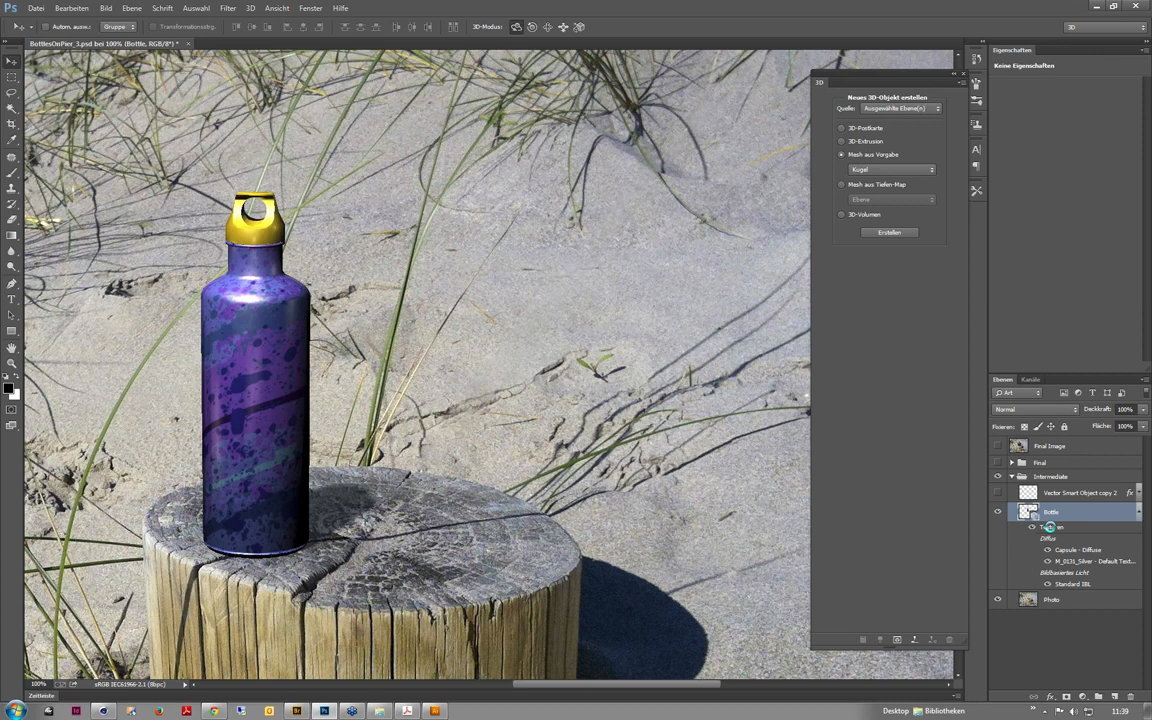 Ps Datei Bearbeiten Bild Ebene Schrift Auswahl Filter 3D Ansicht Fenster Hilfe
Autom. ausw.: Gruppe Transformationsstrg. 3D-Modus: 3D
BottlesOnPier_3.psd bei 100% (Bottle, RGB/8*) *
Eigenschaften
Keine Eigenschaften
3D
Neues 3D-Objekt erstellen
Quelle: Ausgewählte Ebene(n)
3D-Postkarte
3D-Extrusion
Mesh aus Vorgabe
Kugel
Mesh aus Tiefen-Map
Ebene
3D-Volumen
Erstellen
Ebenen Kanäle
Art
Normal Deckkraft: 100%
Fixieren: Fläche: 100%
Final Image
Final
Intermediate
Vector Smart Object copy 2 fx
Bottle
Diffus
Capsule - Diffuse
M_0131_Silver - Default Text...
Bildbasiertes Licht
Standard IBL
Photo
100% sRGB IEC61966-2.1 (8bpc)
Zeitleiste
Desktop Bibliotheken 11:39